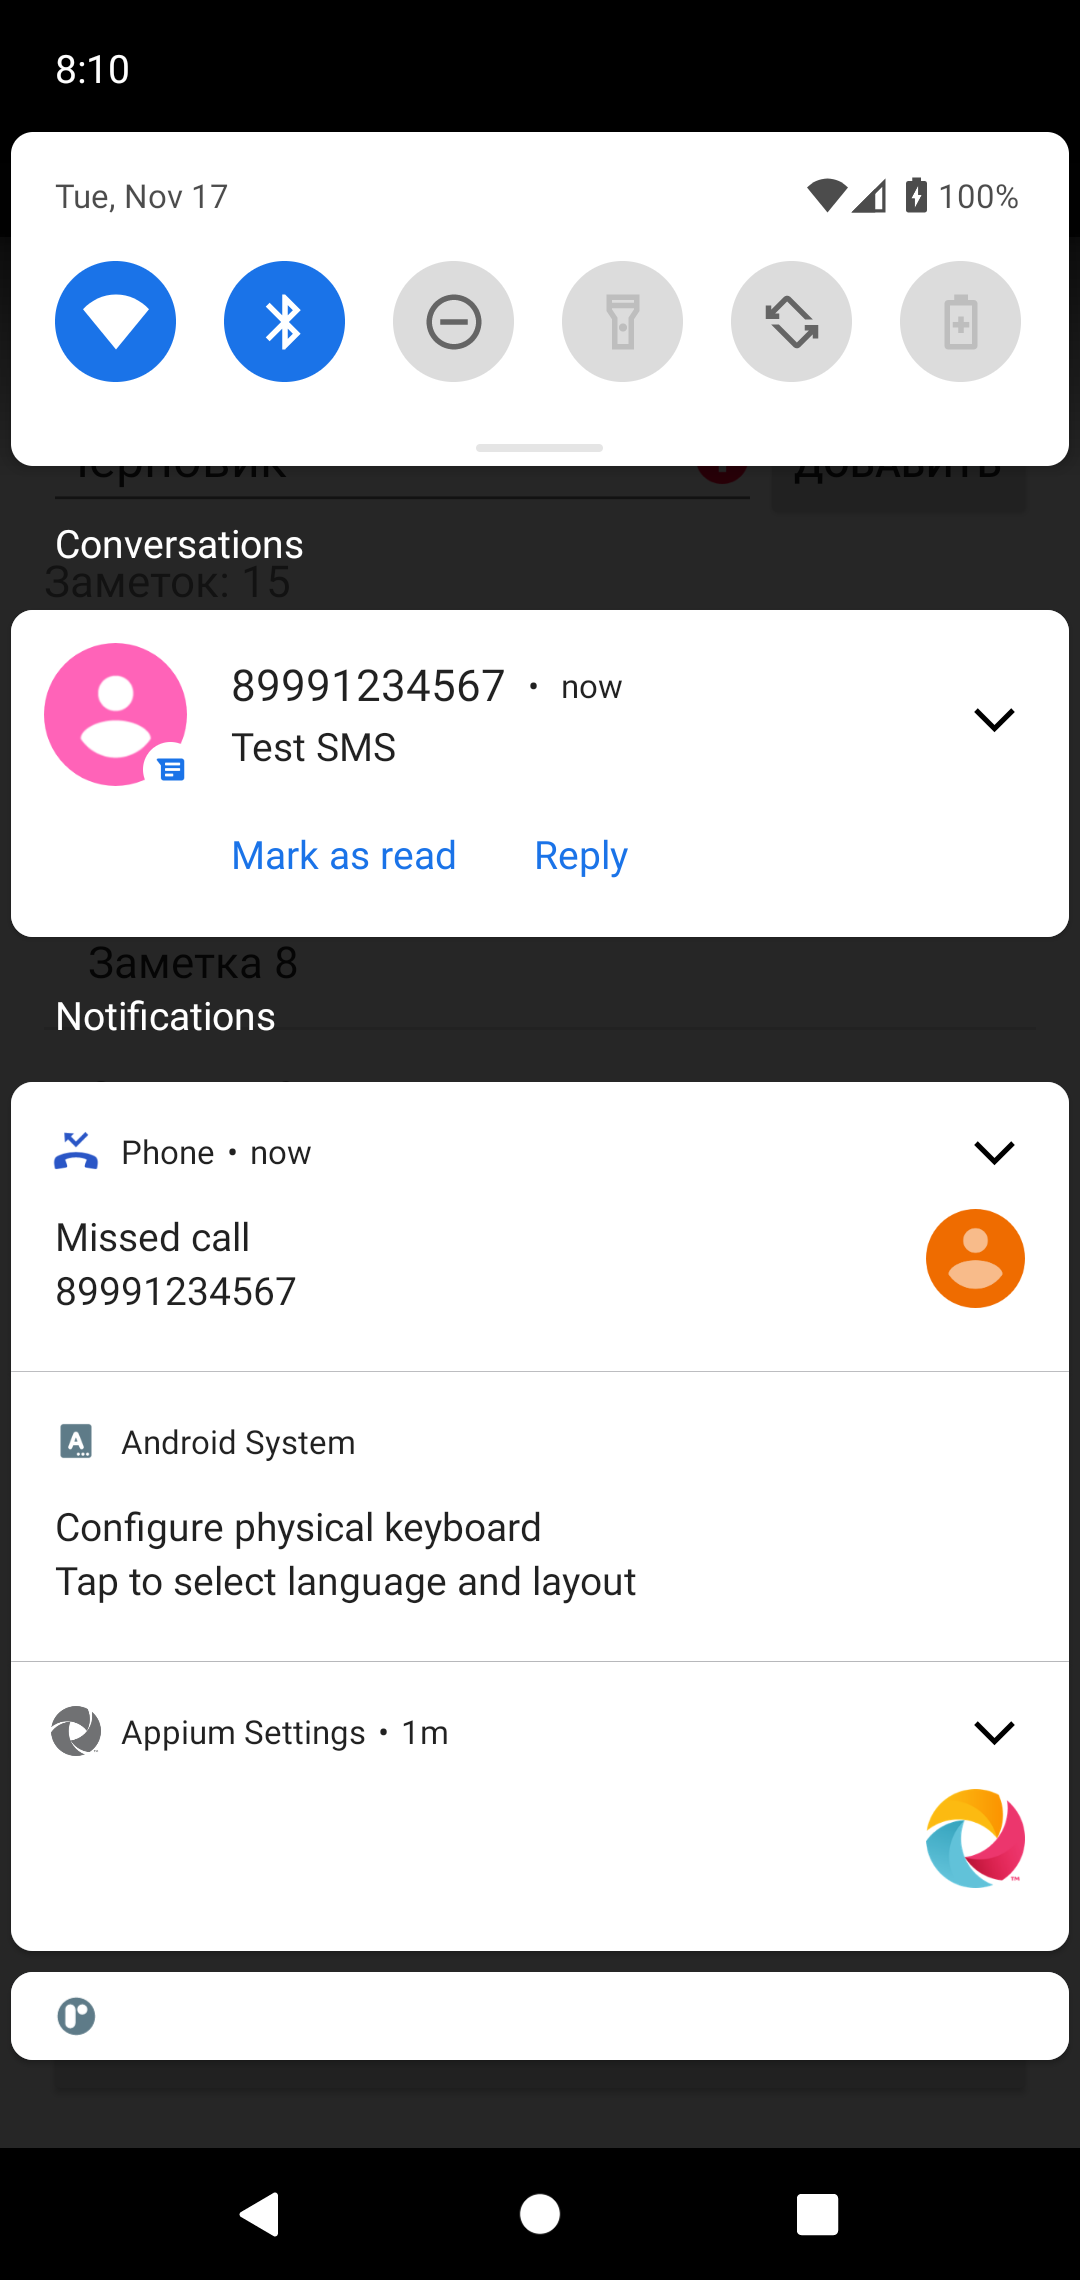 8:10
Tue, Nov 17
100%
Conversations
Заметок: 15
89991234567 • now
Test SMS
Mark as read Reply
Заметка 8
Notifications
Phone • now
Missed call
89991234567
Android System
Configure physical keyboard
Tap to select language and layout
Appium Settings • 1m